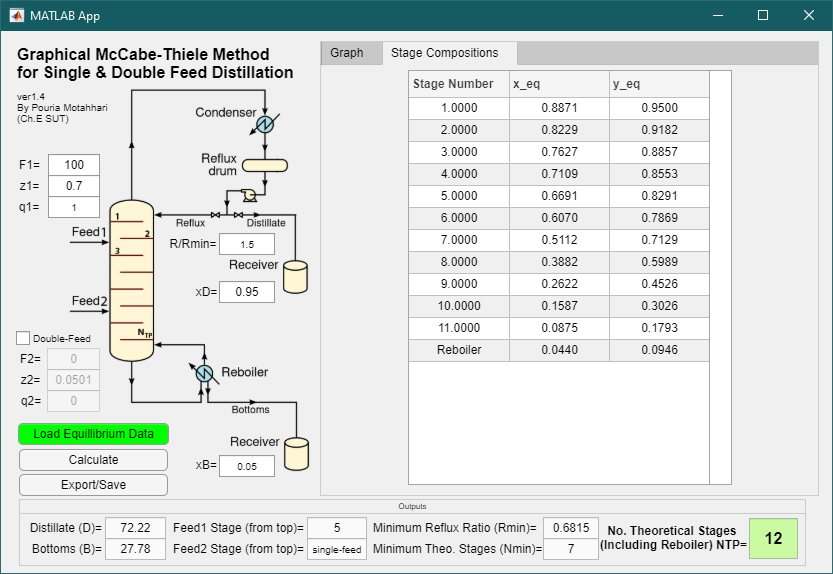 MATLAB App
Graphical McCabe-Thiele Method
for Single & Double Feed Distillation
ver1.4
By Pouria Motahhari
(Ch.E SUT)
F1= 100
z1= 0.7
q1= 1
Condenser
Reflux
drum
Reflux
Distillate
R/Rmin= 1.5
Receiver
xD= 0.95
Feed1
1
2
3
Feed2
NTP
Double-Feed
F2= 0
z2= 0.0501
q2= 0
Reboiler
Bottoms
Receiver
xB= 0.05
Load Equillibrium Data
Calculate
Export/Save
Graph Stage Compositions
Stage Number x_eq y_eq
1.0000 0.8871 0.9500
2.0000 0.8229 0.9182
3.0000 0.7627 0.8857
4.0000 0.7109 0.8553
5.0000 0.6691 0.8291
6.0000 0.6070 0.7869
7.0000 0.5112 0.7129
8.0000 0.3882 0.5989
9.0000 0.2622 0.4526
10.0000 0.1587 0.3026
11.0000 0.0875 0.1793
Reboiler 0.0440 0.0946
Outputs
Distillate (D)= 72.22 Feed1 Stage (from top)= 5 Minimum Reflux Ratio (Rmin)= 0.6815
Bottoms (B)= 27.78 Feed2 Stage (from top)= single-feed Minimum Theo. Stages (Nmin)= 7
No. Theoretical Stages
(Including Reboiler) NTP= 12